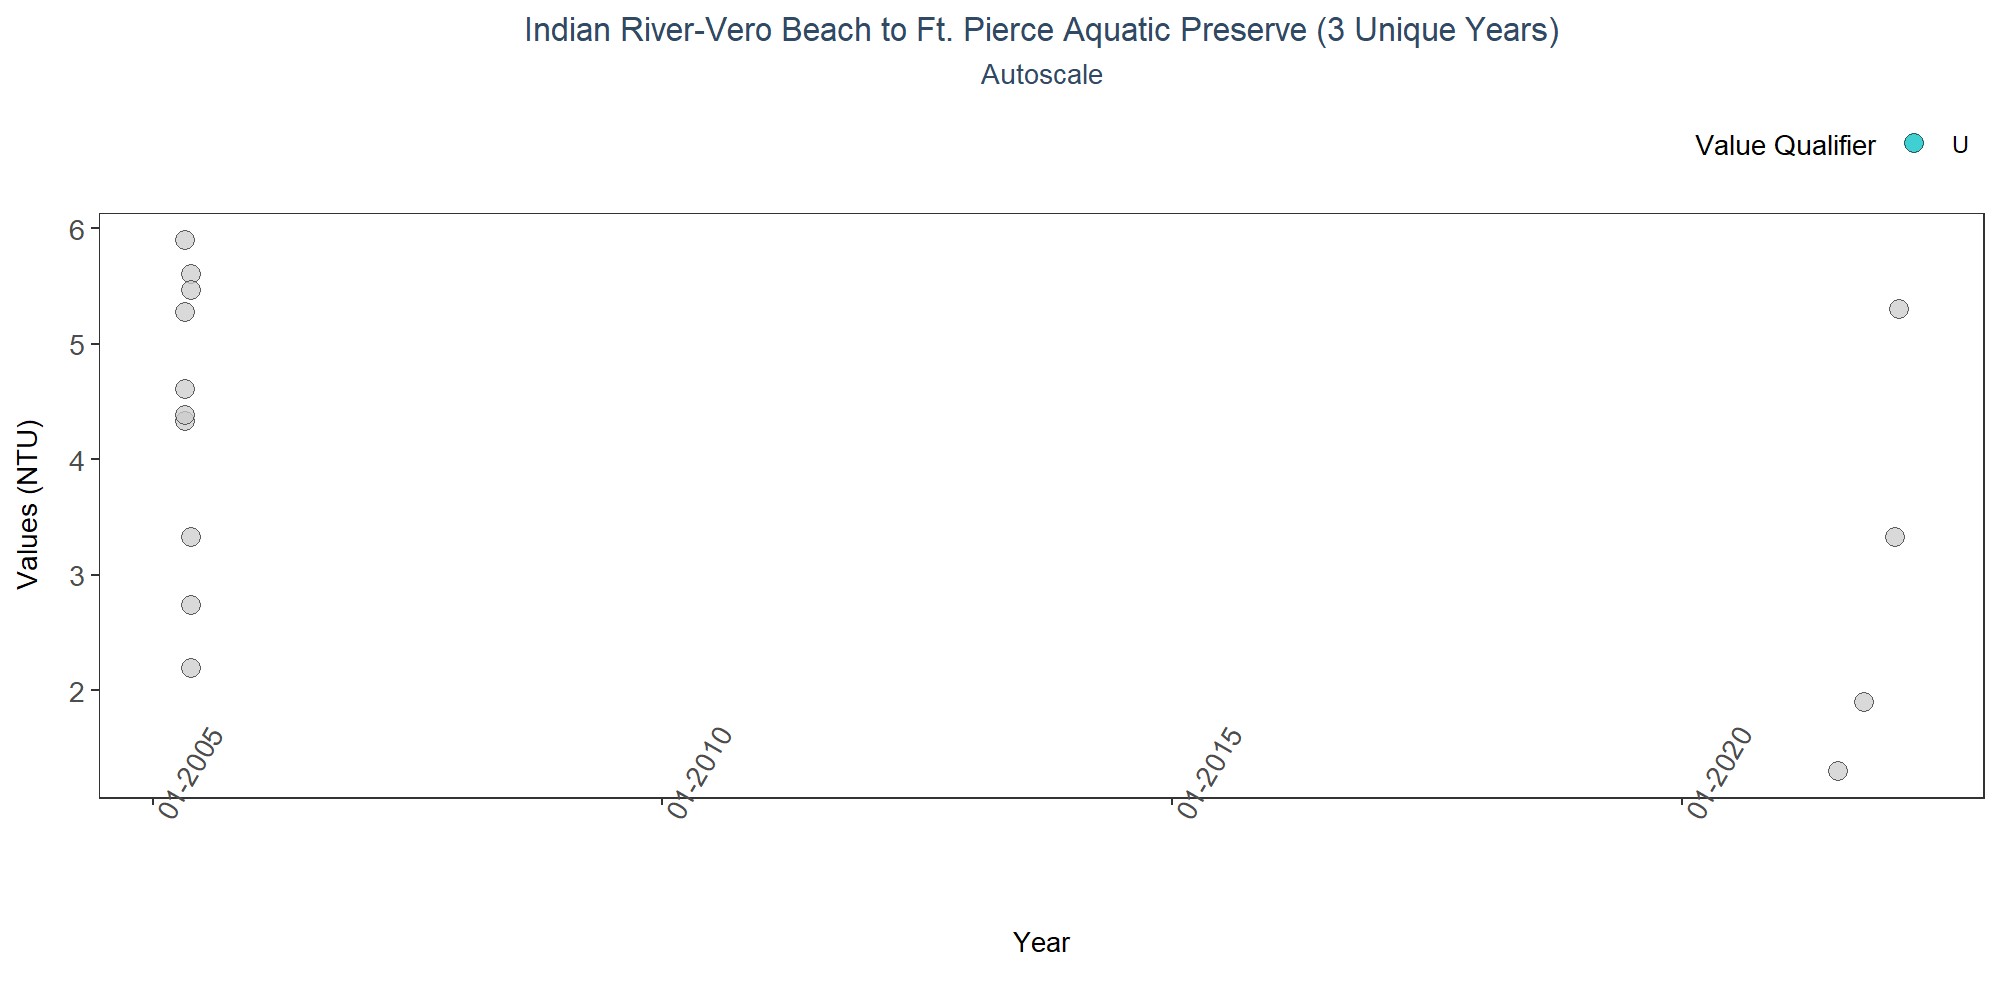 Indian River-Vero Beach to Ft. Pierce Aquatic Preserve (3 Unique Years)
Autoscale
Value Qualifier U
6
5
4
3
2
Values (NTU)
01-2005
01-2010
01-2015
01-2020
Year